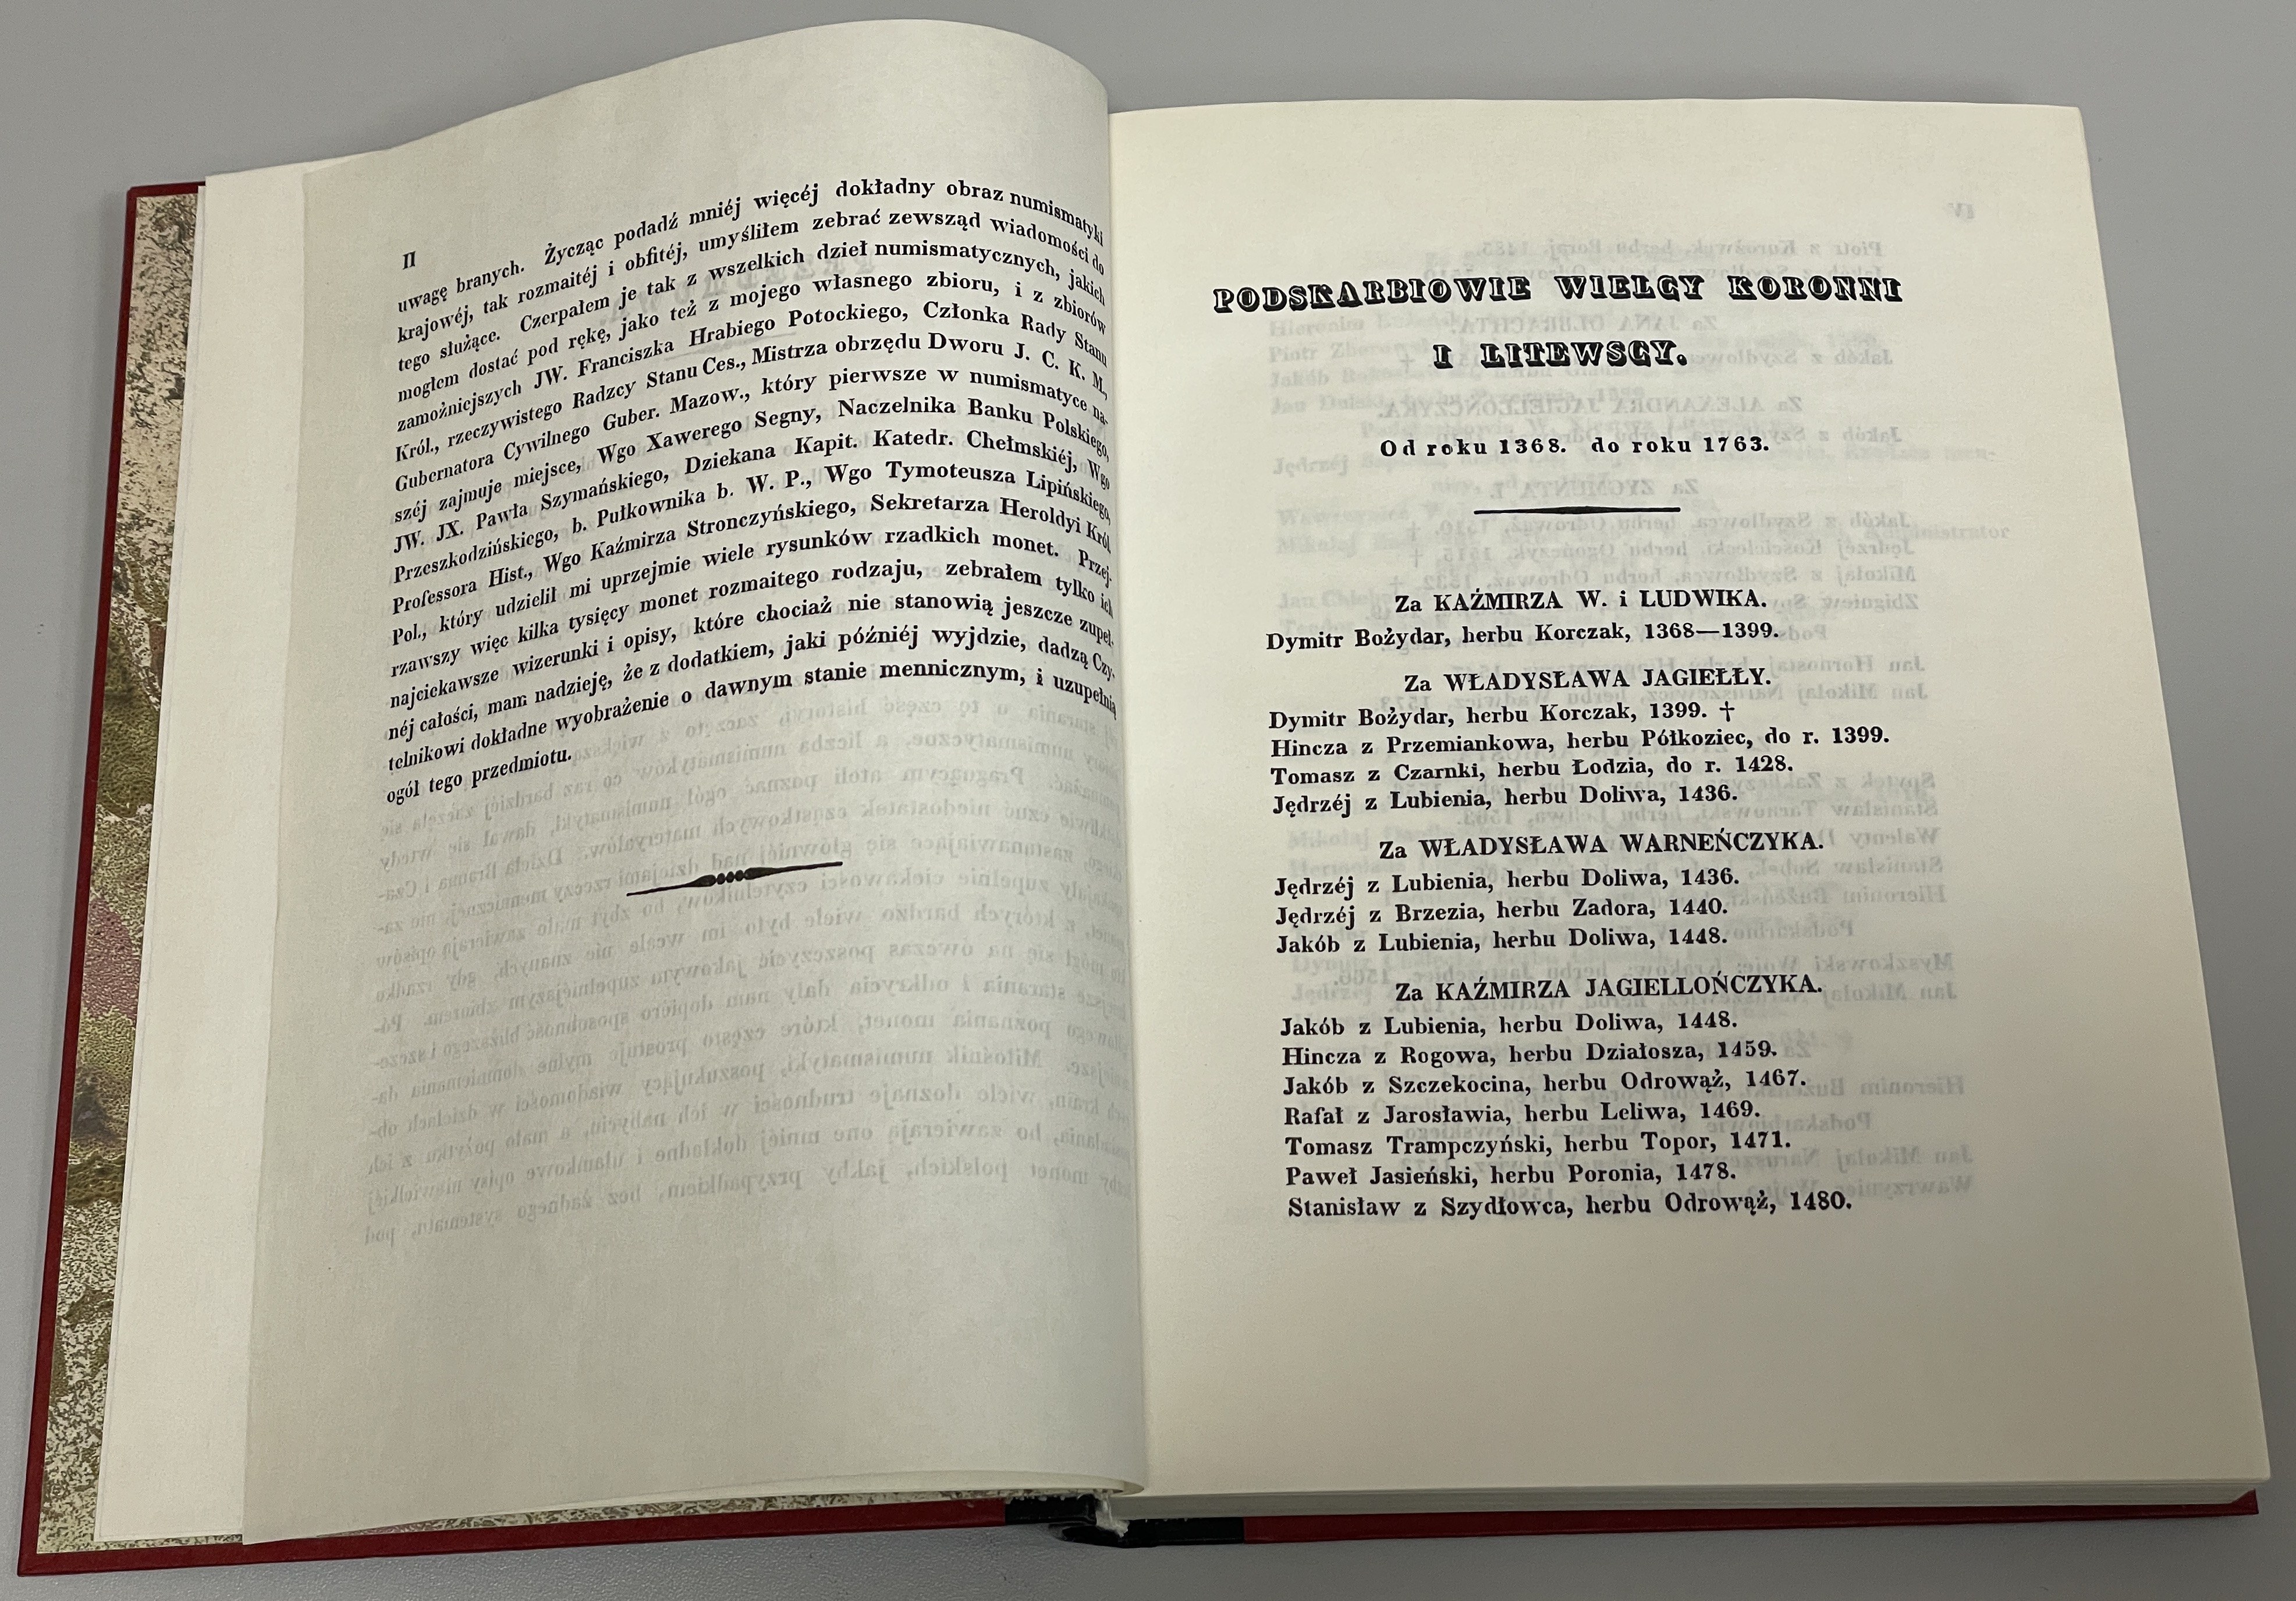 II
uwagę branych. Życząc podadź mniéj więcéj dokładny obraz numismatyki
krajowéj, tak rozmaitéj i obfitéj, umyśliłem zebrać zewsząd wiadomości do
tego służące. Czerpałem je tak z wszelkich dzieł numismatycznych, jakich
mogłem dostać pod rękę, jako też z mojego własnego zbioru, i z zbiorów
zamożniejszych JW. Franciszka Hrabiego Potockiego, Członka Rady Stanu
Król., rzeczywistego Radzcy Stanu Ces., Mistrza obrzędu Dworu J. C. K. M.,
Gubernatora Cywilnego Guber. Mazow., który pierwsze w numismatyce na-
széj zajmuje miejsce, Wgo Xawerego Segny, Naczelnika Banku Polskiego,
JW. JX. Pawła Szymańskiego, Dziekana Kapit. Katedr. Chełmskiéj, Wgo
Przeszkodzińskiego, b. Pułkownika b. W. P., Wgo Tymoteusza Lipińskiego,
Professora Hist., Wgo Kaźmirza Stronczyńskiego, Sekretarza Heroldyi Król
Pol., który udzielił mi uprzejmie wiele rysunków rzadkich monet. Przej-
rzawszy więc kilka tysięcy monet rozmaitego rodzaju, zebrałem tylko ich
najciekawsze wizerunki i opisy, które chociaż nie stanowią jeszcze zupeł-
néj całości, mam nadzieję, że z dodatkiem, jaki późniéj wyjdzie, dadzą Czy-
telnikowi dokładne wyobrażenie o dawnym stanie mennicznym, i uzupełnią
ogół tego przedmiotu.
PODSKARBIOWIE WIELCY KORONNI
I LITEWSCY.
Od roku 1368. do roku 1763.
Za KAŹMIRZA W. i LUDWIKA.
Dymitr Bożydar, herbu Korczak, 1368—1399.
Za WŁADYSŁAWA JAGIEŁŁY.
Dymitr Bożydar, herbu Korczak, 1399. †
Hincza z Przemiankowa, herbu Półkoziec, do r. 1399.
Tomasz z Czarnki, herbu Łodzia, do r. 1428.
Jędrzéj z Lubienia, herbu Doliwa, 1436.
Za WŁADYSŁAWA WARNEŃCZYKA.
Jędrzéj z Lubienia, herbu Doliwa, 1436.
Jędrzéj z Brzezia, herbu Zadora, 1440.
Jakób z Lubienia, herbu Doliwa, 1448.
Za KAŹMIRZA JAGIELLOŃCZYKA.
Jakób z Lubienia, herbu Doliwa, 1448.
Hincza z Rogowa, herbu Działosza, 1459.
Jakób z Szczekocina, herbu Odrowąż, 1467.
Rafał z Jarosławia, herbu Leliwa, 1469.
Tomasz Trampczyński, herbu Topor, 1471.
Paweł Jasieński, herbu Poronia, 1478.
Stanisław z Szydłowca, herbu Odrowąż, 1480.